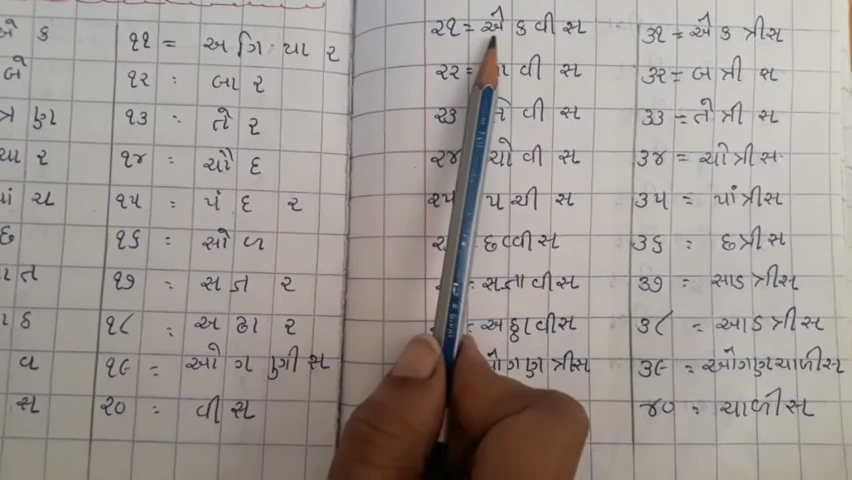 એ ક
બે
ત્ર ણ
ચાર
પાં ચ
છ
સા ત
આ ઠ
ન વ
દ સ
૧૧ = અગિયાર
૧૨ : બાર
૧૩ : તે ર
૧૪ : ચૌ દ
૧૫ = પં દ ર
૧૬ : સોળ
૧૭ : સત્ત ર
૧૮ : અઢાર
૧૯ = ઓગણીસ
૨૦ : વીસ
૨૧ = એકવીસ
૨૨ = વીસ
૨૩ વીસ
૨૪ ચોવીસ
૨૫ પચીસ
છવ્વીસ
સત્તાવીસ
અઠ્ઠાવીસ
ઓગણત્રીસ
૩૧ = એકત્રીસ
૩૨ = બત્રીસ
૩૩ = તેત્રીસ
૩૪ = ચોત્રીસ
૩૫ = પાંત્રીસ
૩૬ : છત્રીસ
૩૭ : સાડત્રીસ
૩૮ = આડત્રીસ
૩૯ = ઓગણચાળીસ
૪૦ : ચાળીસ